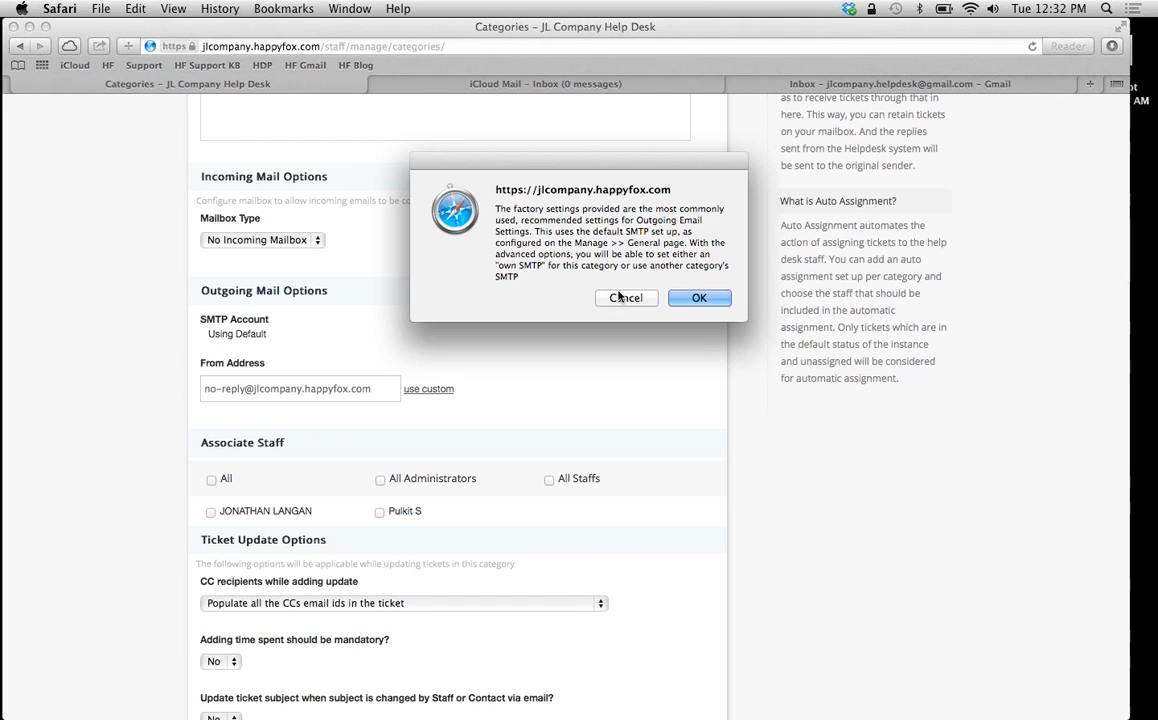 Safari File Edit View History Bookmarks Window Help Tue 12:32 PM
Categories – JL Company Help Desk
https jlcompany.happyfox.com/staff/manage/categories/ Reader
iCloud HF Support HF Support KB HDP HF Gmail HF Blog
Categories – JL Company Help Desk iCloud Mail – Inbox (0 messages) Inbox – jlcompany.helpdesk@gmail.com – Gmail
AM
as to receive tickets through that in
here. This way, you can retain tickets
on your mailbox. And the replies
sent from the Helpdesk system will
be sent to the original sender.
What is Auto Assignment?
Auto Assignment automates the
action of assigning tickets to the help
desk staff. You can add an auto
assignment set up per category and
choose the staff that should be
included in the automatic
assignment. Only tickets which are in
the default status of the instance
and unassigned will be considered
for automatic assignment.
https://jlcompany.happyfox.com
The factory settings provided are the most commonly
used, recommended settings for Outgoing Email
Settings. This uses the default SMTP set up, as
configured on the Manage >> General page. With the
advanced options, you will be able to set either an
"own SMTP" for this category or use another category's
SMTP
Cancel OK
Incoming Mail Options
Configure mailbox to allow incoming emails to be co
Mailbox Type
No Incoming Mailbox
Outgoing Mail Options
SMTP Account
Using Default
From Address
no-reply@jlcompany.happyfox.com use custom
Associate Staff
All All Administrators All Staffs
JONATHAN LANGAN Pulkit S
Ticket Update Options
The following options will be applicable while updating tickets in this category
CC recipients while adding update
Populate all the CCs email ids in the ticket
Adding time spent should be mandatory?
No
Update ticket subject when subject is changed by Staff or Contact via email?
No